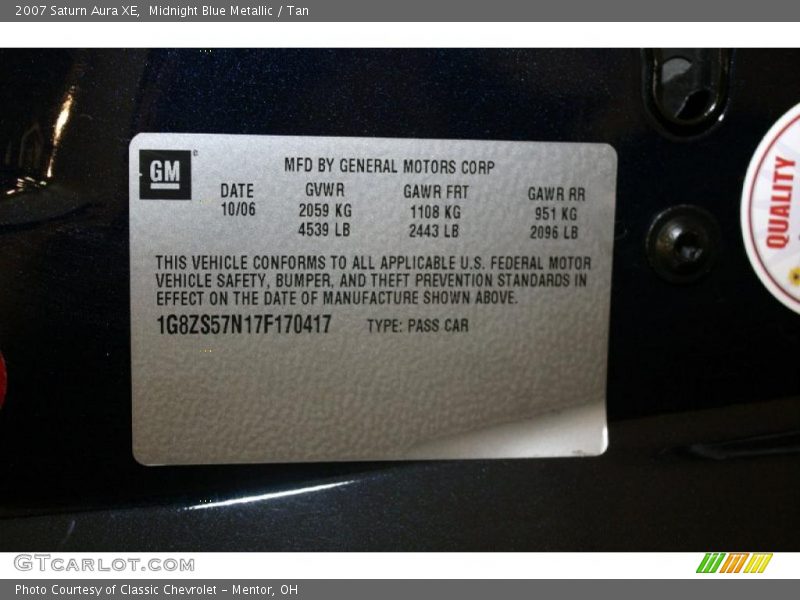 2007 Saturn Aura XE, Midnight Blue Metallic / Tan
GM ©
MFD BY GENERAL MOTORS CORP
DATE GVWR GAWR FRT GAWR RR
10/06 2059 KG 1108 KG 951 KG
4539 LB 2443 LB 2096 LB
THIS VEHICLE CONFORMS TO ALL APPLICABLE U.S. FEDERAL MOTOR
VEHICLE SAFETY, BUMPER, AND THEFT PREVENTION STANDARDS IN
EFFECT ON THE DATE OF MANUFACTURE SHOWN ABOVE.
1G8ZS57N17F170417 TYPE: PASS CAR
QUALITY
GTCARLOT.COM
Photo Courtesy of Classic Chevrolet - Mentor, OH